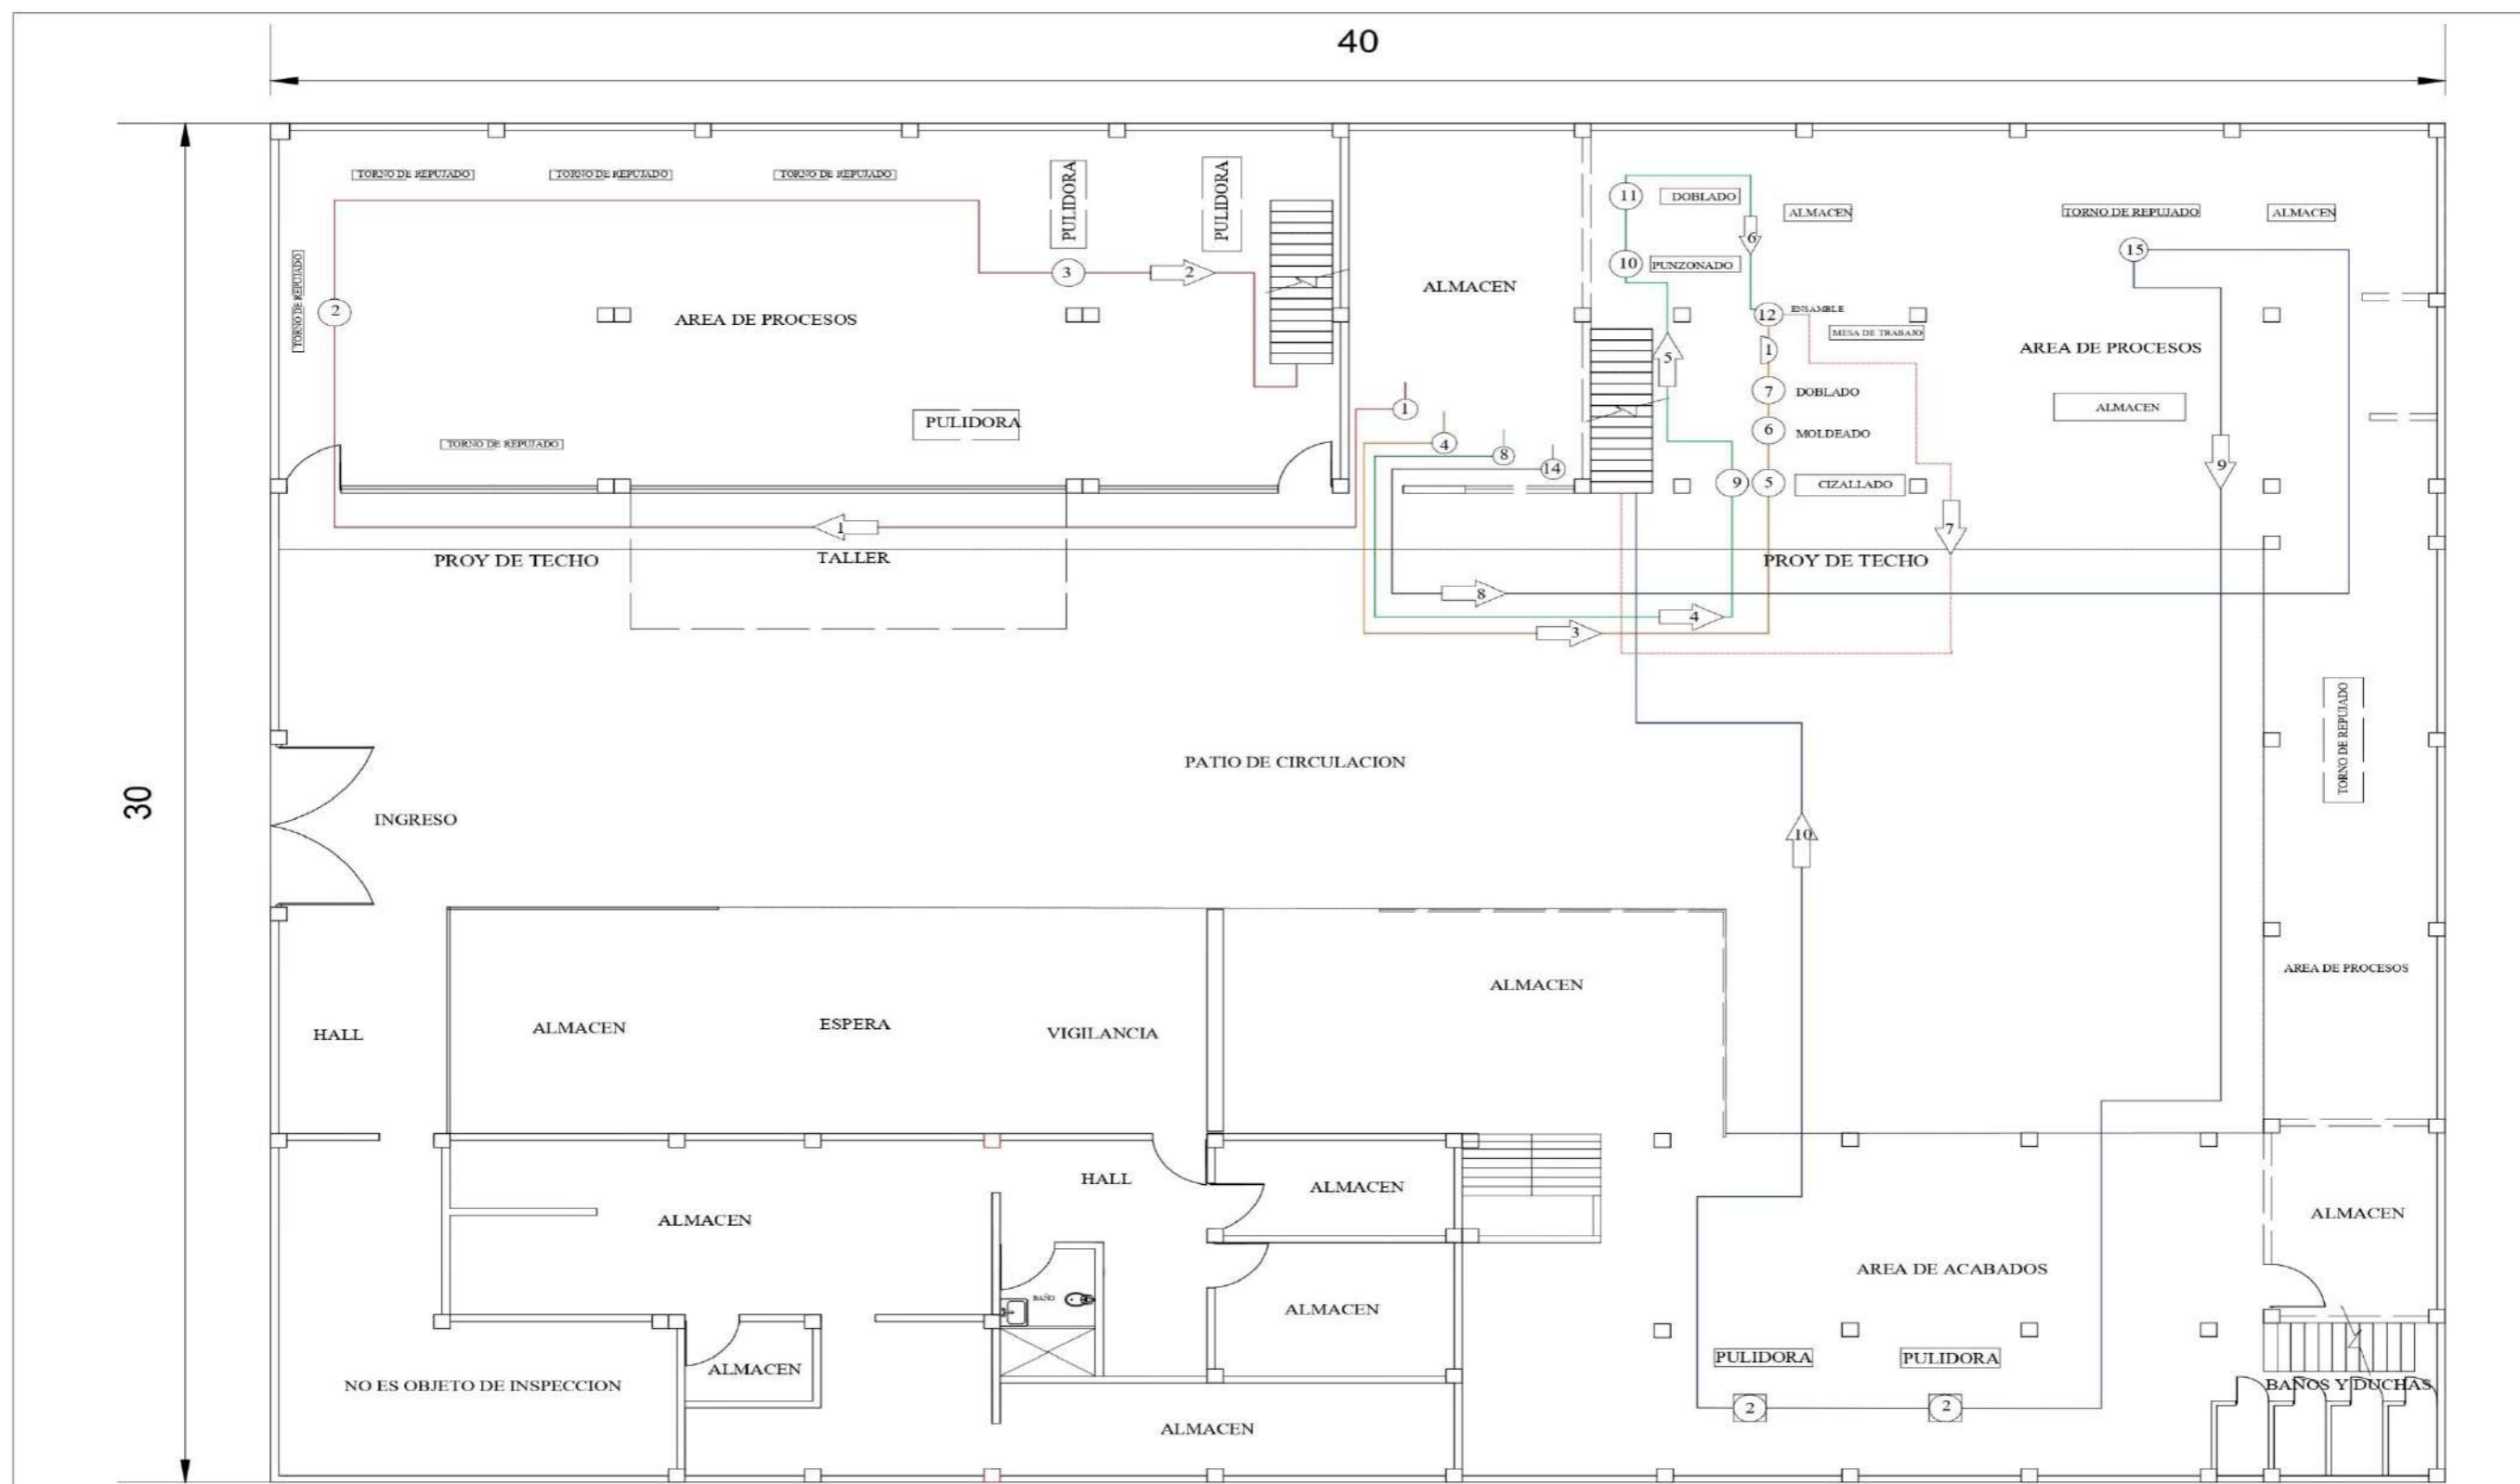 40
30
TORNO DE REPUJADO
TORNO DE REPUJADO
TORNO DE REPUJADO
PULIDORA
PULIDORA
TORNO DE REPUJADO
2
3
2
AREA DE PROCESOS
PULIDORA
TORNO DE REPUJADO
1
PROY DE TECHO
TALLER
ALMACEN
1
4
8
14
11
DOBLADO
6
ALMACEN
10
PUNZONADO
12
ENSAMBLE
MESA DE TRABAJO
5
1
7
DOBLADO
6
MOLDEADO
9
5
CIZALLADO
7
TORNO DE REPUJADO
ALMACEN
15
AREA DE PROCESOS
ALMACEN
9
PROY DE TECHO
8
4
3
TORNO DE REPUJADO
PATIO DE CIRCULACION
INGRESO
10
AREA DE PROCESOS
HALL
ALMACEN
ESPERA
VIGILANCIA
ALMACEN
HALL
ALMACEN
ALMACEN
ALMACEN
AREA DE ACABADOS
BAÑO
ALMACEN
PULIDORA
PULIDORA
NO ES OBJETO DE INSPECCION
ALMACEN
BAÑOS Y DUCHAS
2
2
ALMACEN